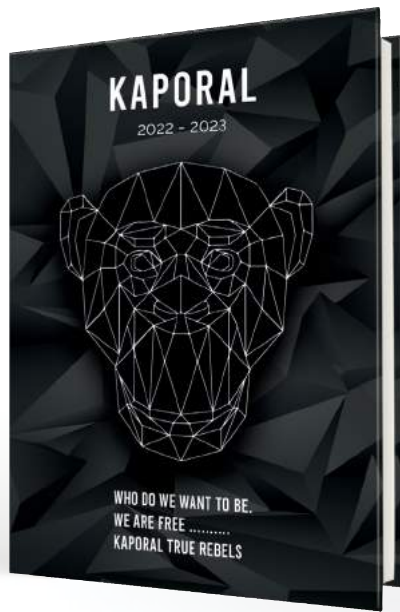 KAPORAL
2022 - 2023
WHO DO WE WANT TO BE.
WE ARE FREE ..........
KAPORAL TRUE REBELS